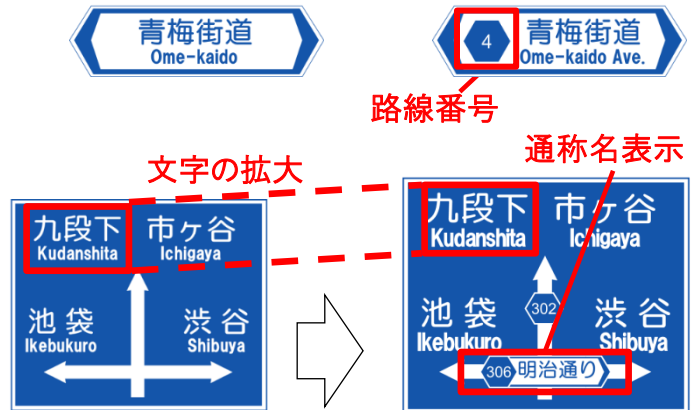 青梅街道
Ome-kaido
4
青梅街道
Ome-kaido Ave.
路線番号
通称名表示
文字の拡大
九段下
Kudanshita
市ヶ谷
Ichigaya
池袋
Ikebukuro
渋谷
Shibuya
九段下
Kudanshita
市ヶ谷
Ichigaya
302
池袋
Ikebukuro
渋谷
Shibuya
306 明治通り